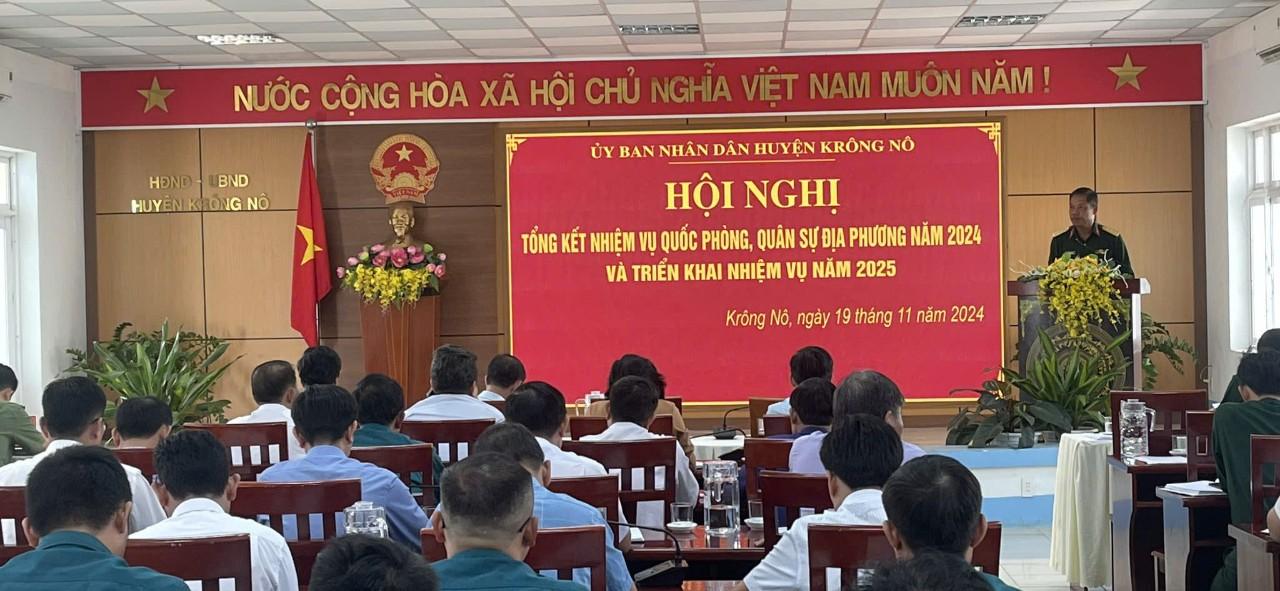 NƯỚC CỘNG HÒA XÃ HỘI CHỦ NGHĨA VIỆT NAM MUÔN NĂM !
HĐND - UBND
HUYỆN KRÔNG NÔ
ỦY BAN NHÂN DÂN HUYỆN KRÔNG NÔ
HỘI NGHỊ
TỔNG KẾT NHIỆM VỤ QUỐC PHÒNG, QUÂN SỰ ĐỊA PHƯƠNG NĂM 2024
VÀ TRIỂN KHAI NHIỆM VỤ NĂM 2025
Krông Nô, ngày 19 tháng 11 năm 2024